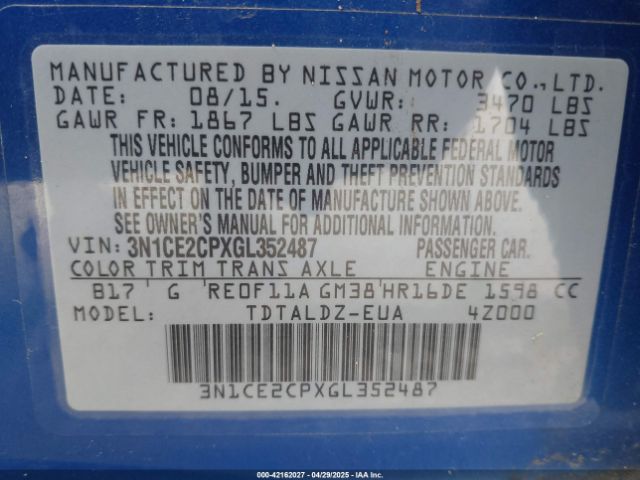 MANUFACTURED BY NISSAN MOTOR CO., LTD.
DATE: 08/15. GVWR: 3470 LBS
GAWR FR: 1867 LBS GAWR RR: 1704 LBS
THIS VEHICLE CONFORMS TO ALL APPLICABLE FEDERAL MOTOR
VEHICLE SAFETY, BUMPER AND THEFT PREVENTION STANDARDS
IN EFFECT ON THE DATE OF MANUFACTURE SHOWN ABOVE.
SEE OWNER'S MANUAL FOR ADDITIONAL INFORMATION.
VIN: 3N1CE2CPXGL352487 PASSENGER CAR.
COLOR TRIM TRANS AXLE ENGINE
B17 G RE0F11A GM38 HR16DE 1598 CC
MODEL: TDTALDZ-EUA 4Z000
3N1CE2CPXGL352487
000-42162027 | 04/29/2025 | IAAI.COM